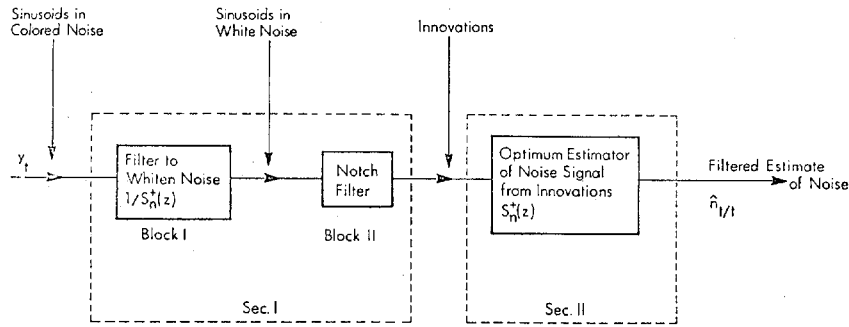 Sinusoids in
Colored Noise
Sinusoids in
White Noise
Innovations
y_t
Filter to
Whiten Noise
1/S_n^+(z)
Block I
Notch
Filter
Block II
Optimum Estimator
of Noise Signal
from Innovations
S_n^+(z)
Filtered Estimate
of Noise
n̂_t/t
Sec. I
Sec. II